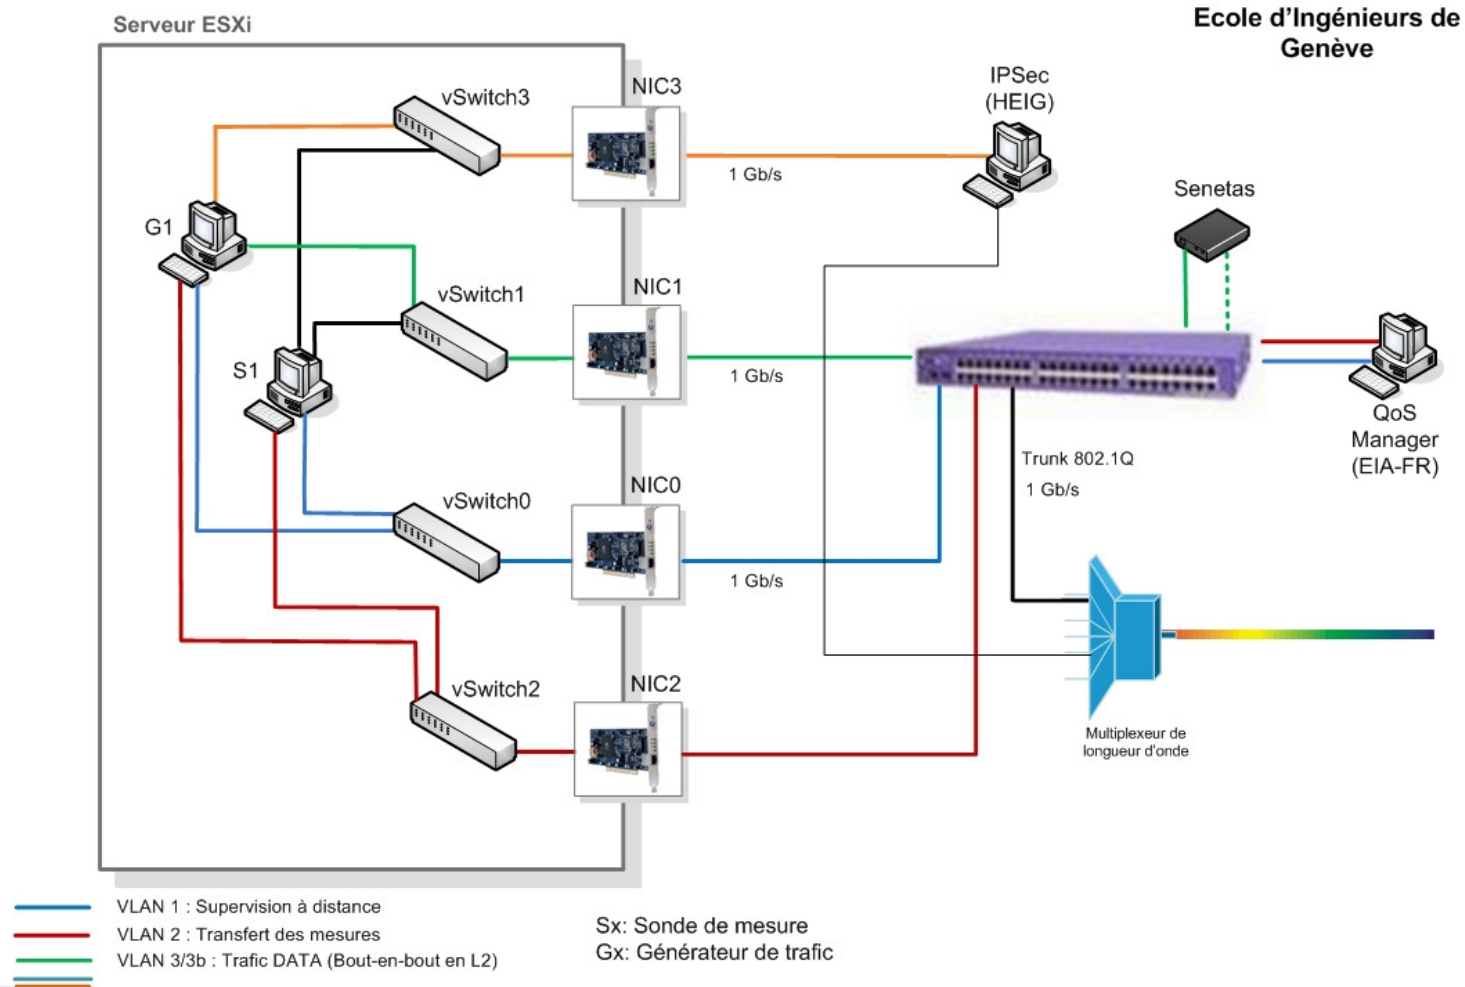 Serveur ESXi
Ecole d'Ingénieurs de
Genève
vSwitch3
NIC3
1 Gb/s
IPSec
(HEIG)
Senetas
G1
vSwitch1
NIC1
1 Gb/s
S1
QoS
Manager
(EIA-FR)
Trunk 802.1Q
1 Gb/s
vSwitch0
NIC0
1 Gb/s
vSwitch2
NIC2
Multiplexeur de
longueur d'onde
VLAN 1 : Supervision à distance
VLAN 2 : Transfert des mesures
VLAN 3/3b : Trafic DATA (Bout-en-bout en L2)
Sx: Sonde de mesure
Gx: Générateur de trafic